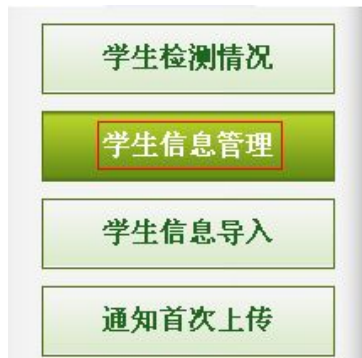 学生检测情况
学生信息管理
学生信息导入
通知首次上传